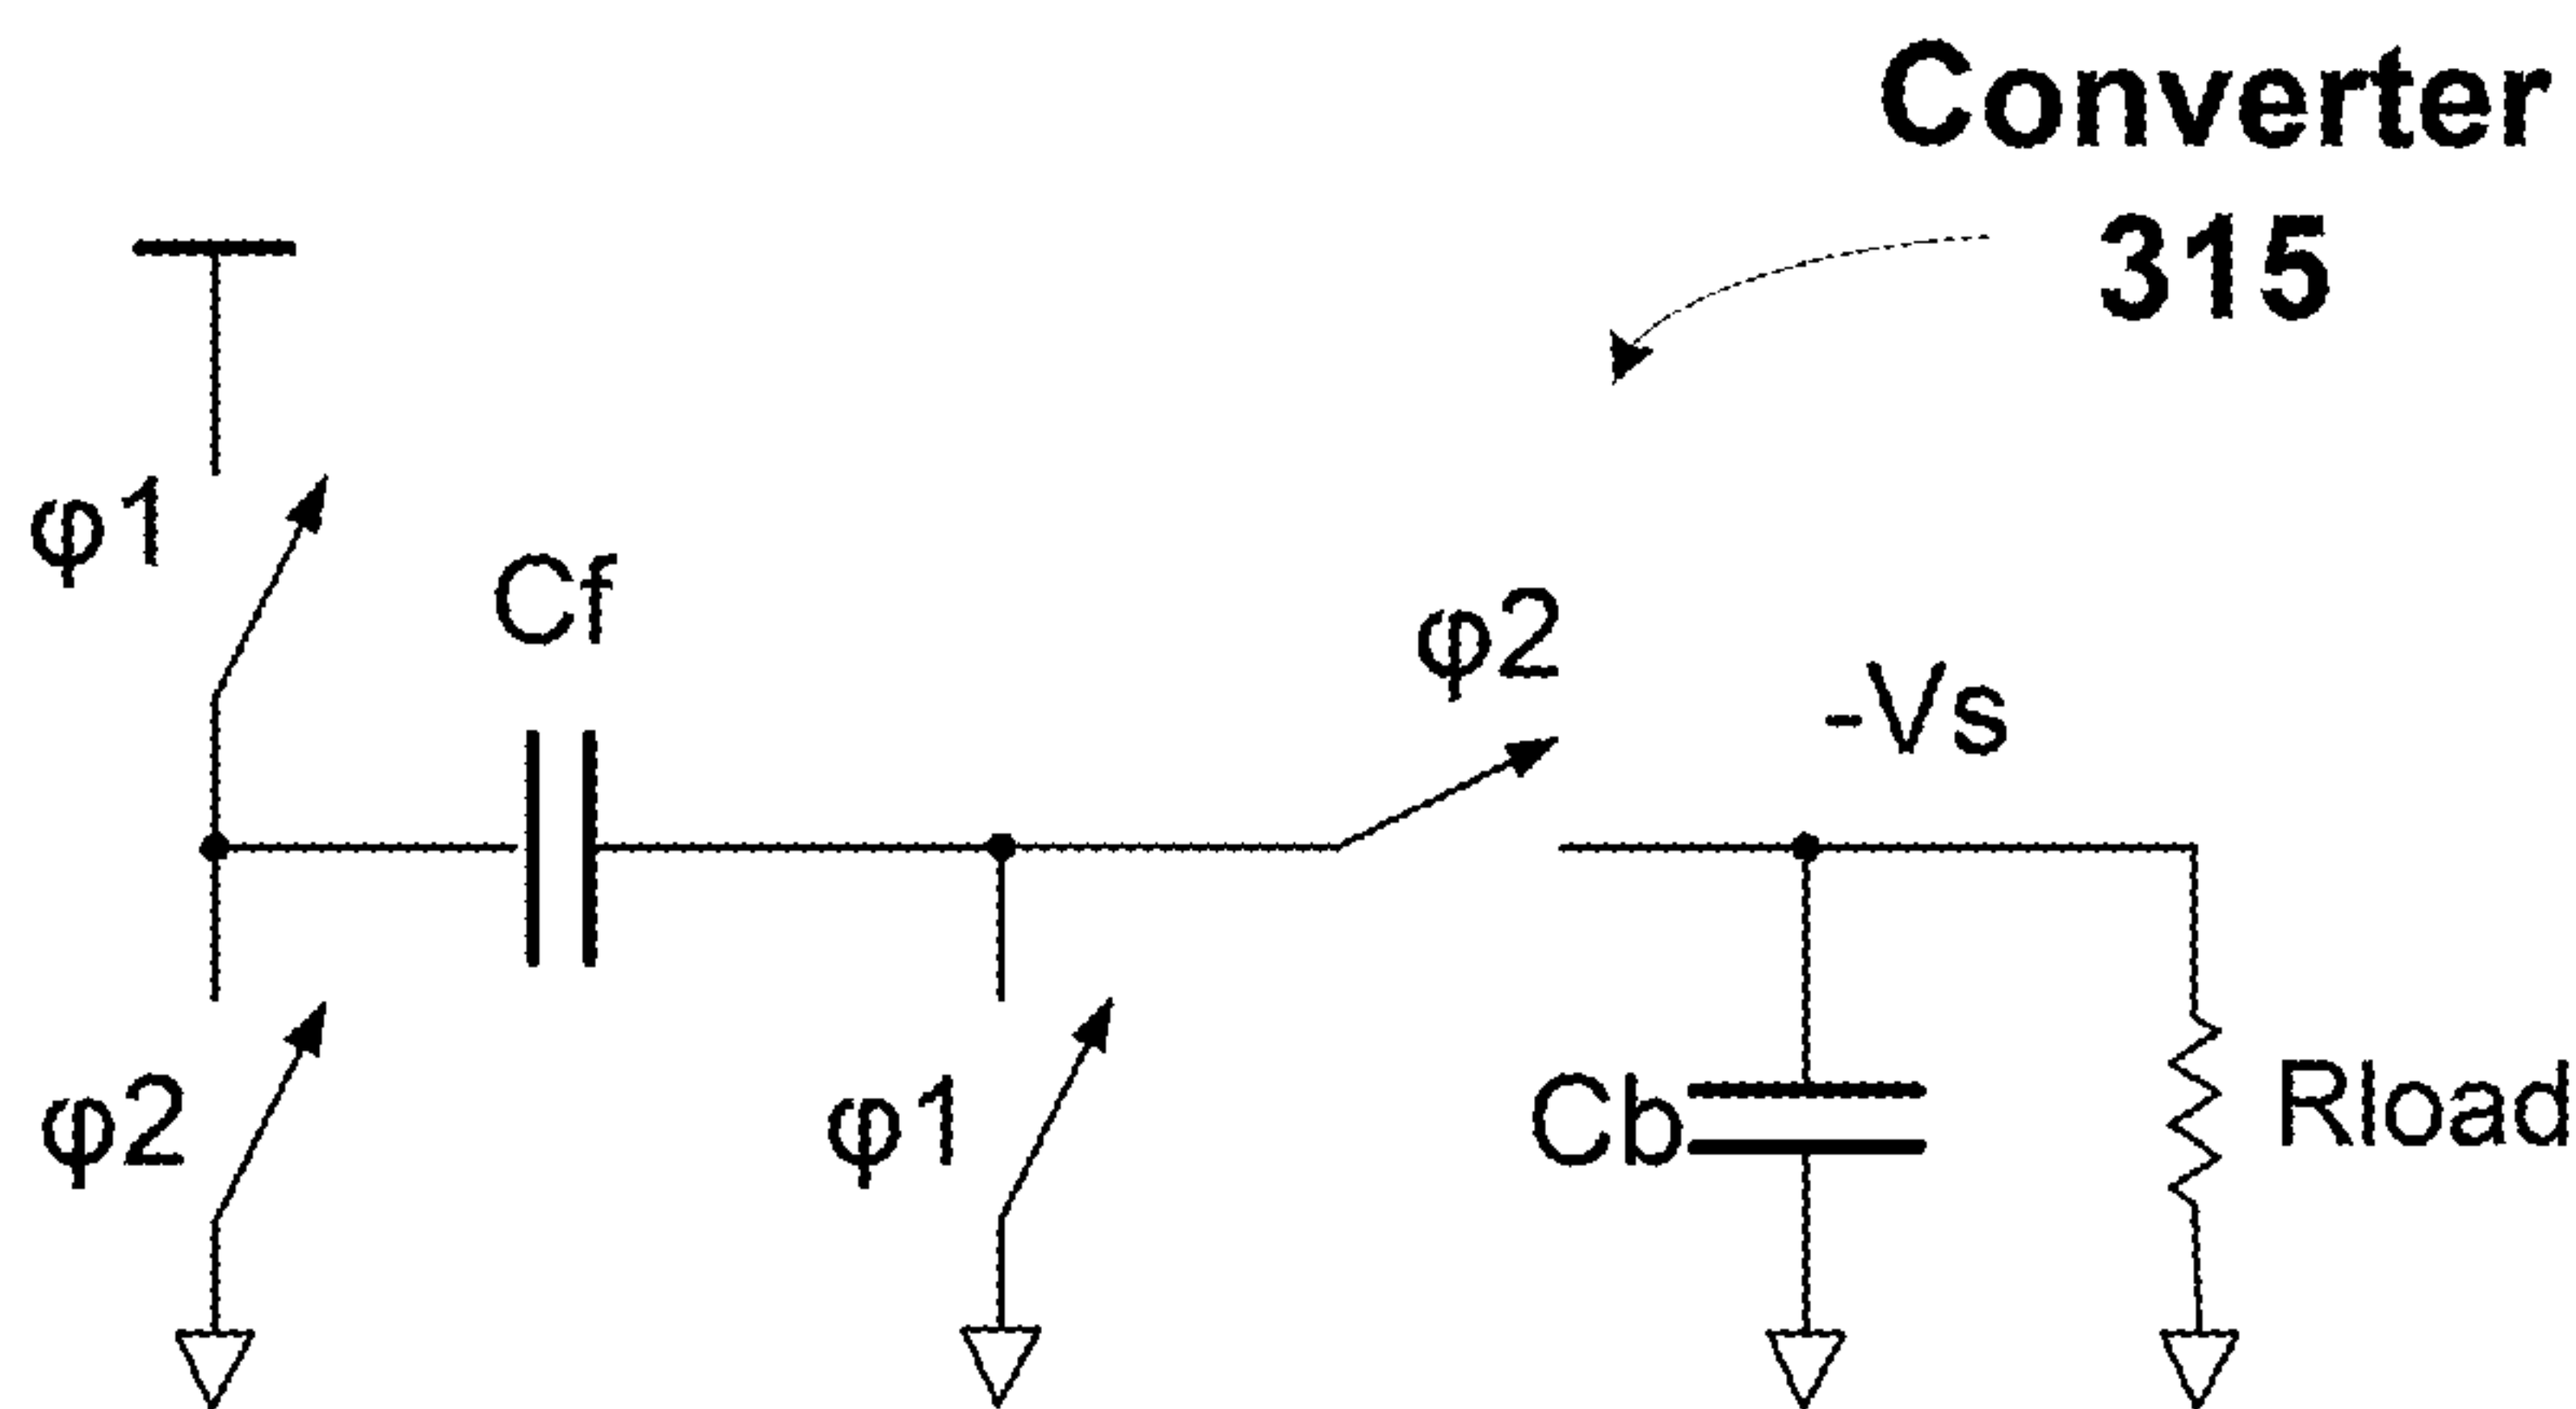 Converter
315
φ1
Cf
φ2
-Vs
φ2
φ1
Cb
Rload